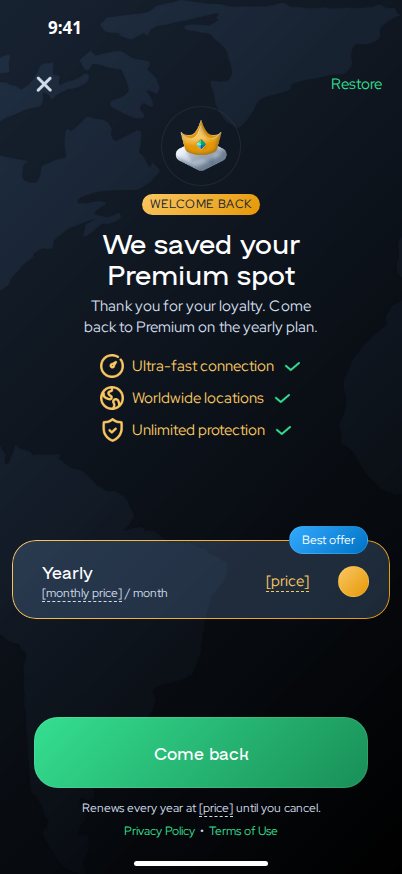 9:41
Restore
WELCOME BACK
We saved your
Premium spot
Thank you for your loyalty. Come
back to Premium on the yearly plan.
Ultra-fast connection
Worldwide locations
Unlimited protection
Best offer
Yearly
[price]
[monthly price] / month
Come back
Renews every year at [price] until you cancel.
Privacy Policy • Terms of Use